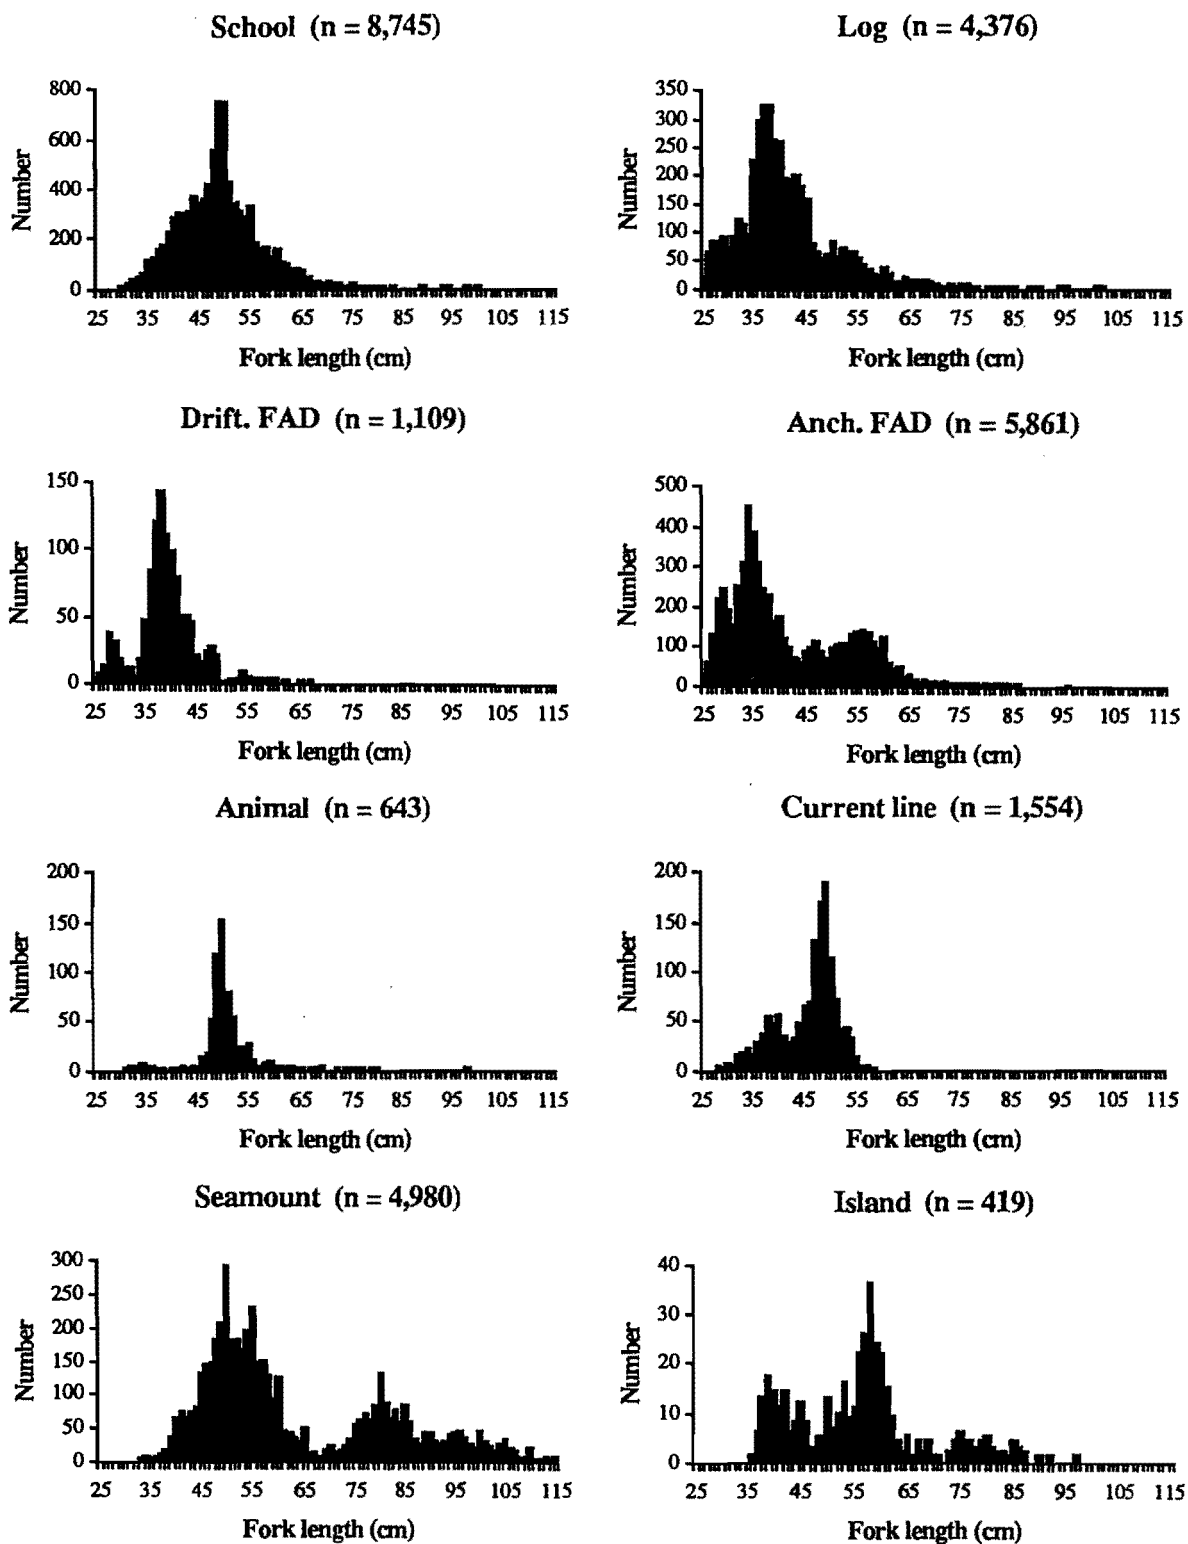 School (n = 8,745)
800
600
400
200
0
Number
25 35 45 55 65 75 85 95 105 115
Fork length (cm)
Log (n = 4,376)
350
300
250
200
150
100
50
0
Number
25 35 45 55 65 75 85 95 105 115
Fork length (cm)
Drift. FAD (n = 1,109)
150
100
50
0
Number
25 35 45 55 65 75 85 95 105 115
Fork length (cm)
Anch. FAD (n = 5,861)
500
400
300
200
100
0
Number
25 35 45 55 65 75 85 95 105 115
Fork length (cm)
Animal (n = 643)
200
150
100
50
0
Number
25 35 45 55 65 75 85 95 105 115
Fork length (cm)
Current line (n = 1,554)
200
150
100
50
0
Number
25 35 45 55 65 75 85 95 105 115
Fork length (cm)
Seamount (n = 4,980)
300
250
200
150
100
50
0
Number
25 35 45 55 65 75 85 95 105 115
Fork length (cm)
Island (n = 419)
40
30
20
10
0
Number
25 35 45 55 65 75 85 95 105 115
Fork length (cm)